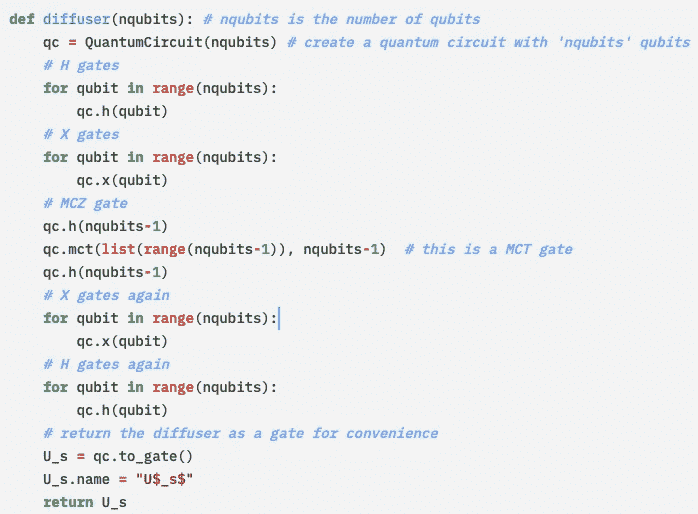 def diffuser(nqubits): # nqubits is the number of qubits
    qc = QuantumCircuit(nqubits) # create a quantum circuit with 'nqubits' qubits
    # H gates
    for qubit in range(nqubits):
        qc.h(qubit)
    # X gates
    for qubit in range(nqubits):
        qc.x(qubit)
    # MCZ gate
    qc.h(nqubits-1)
    qc.mct(list(range(nqubits-1)), nqubits-1)  # this is a MCT gate
    qc.h(nqubits-1)
    # X gates again
    for qubit in range(nqubits):
        qc.x(qubit)
    # H gates again
    for qubit in range(nqubits):
        qc.h(qubit)
    # return the diffuser as a gate for convenience
    U_s = qc.to_gate()
    U_s.name = "U$_s$"
    return U_s